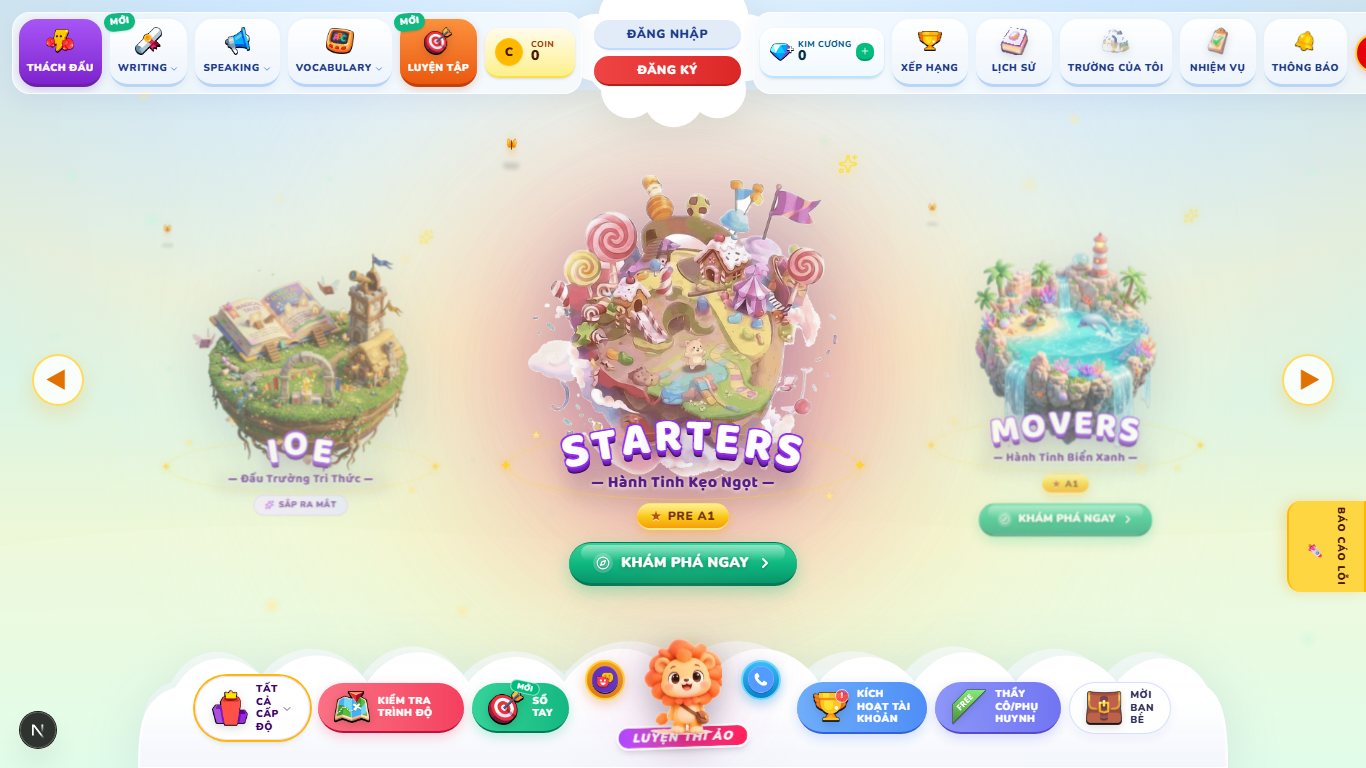 THÁCH ĐẤU
MỚI
WRITING
SPEAKING
VOCABULARY
MỚI
LUYỆN TẬP
C
COIN
0
ĐĂNG NHẬP
ĐĂNG KÝ
KIM CƯƠNG
0
+
XẾP HẠNG
LỊCH SỬ
TRƯỜNG CỦA TÔI
NHIỆM VỤ
THÔNG BÁO
IOE
— Đấu Trường Tri Thức —
SẮP RA MẮT
STARTERS
— Hành Tinh Kẹo Ngọt —
★ PRE A1
KHÁM PHÁ NGAY
MOVERS
— Hành Tinh Biển Xanh —
★ A1
KHÁM PHÁ NGAY
BÁO CÁO LỖI
TẤT
CẢ
CẤP
ĐỘ
KIỂM TRA
TRÌNH ĐỘ
MỚI
SỔ
TAY
LUYỆN THI ẢO
KÍCH
HOẠT TÀI
KHOẢN
FREE
THẦY
CÔ/PHỤ
HUYNH
MỜI
BẠN
BÈ
N